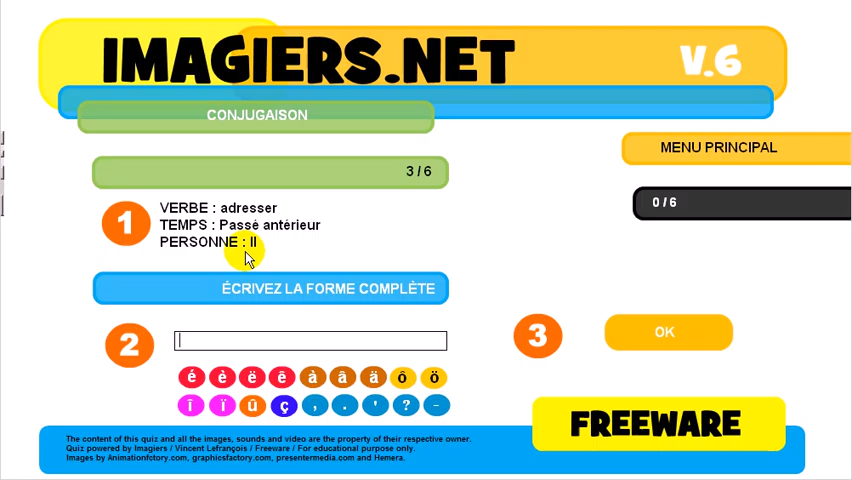 IMAGIERS.NET
V.6
CONJUGAISON
MENU PRINCIPAL
3 / 6
0 / 6
1
VERBE : adresser
TEMPS : Passé antérieur
PERSONNE : Il
ÉCRIVEZ LA FORME COMPLÈTE
2
3
OK
é è ë ê à â ä ô ö
î ï û ç , . ' ? -
FREEWARE
The content of this quiz and all the images, sounds and video are the property of their respective owner.
Quiz powered by Imagiers / Vincent Lefrançois / Freeware / For educational purpose only.
Images by Animationfctory.com, graphicsfactory.com, presentermedia.com and Hemera.